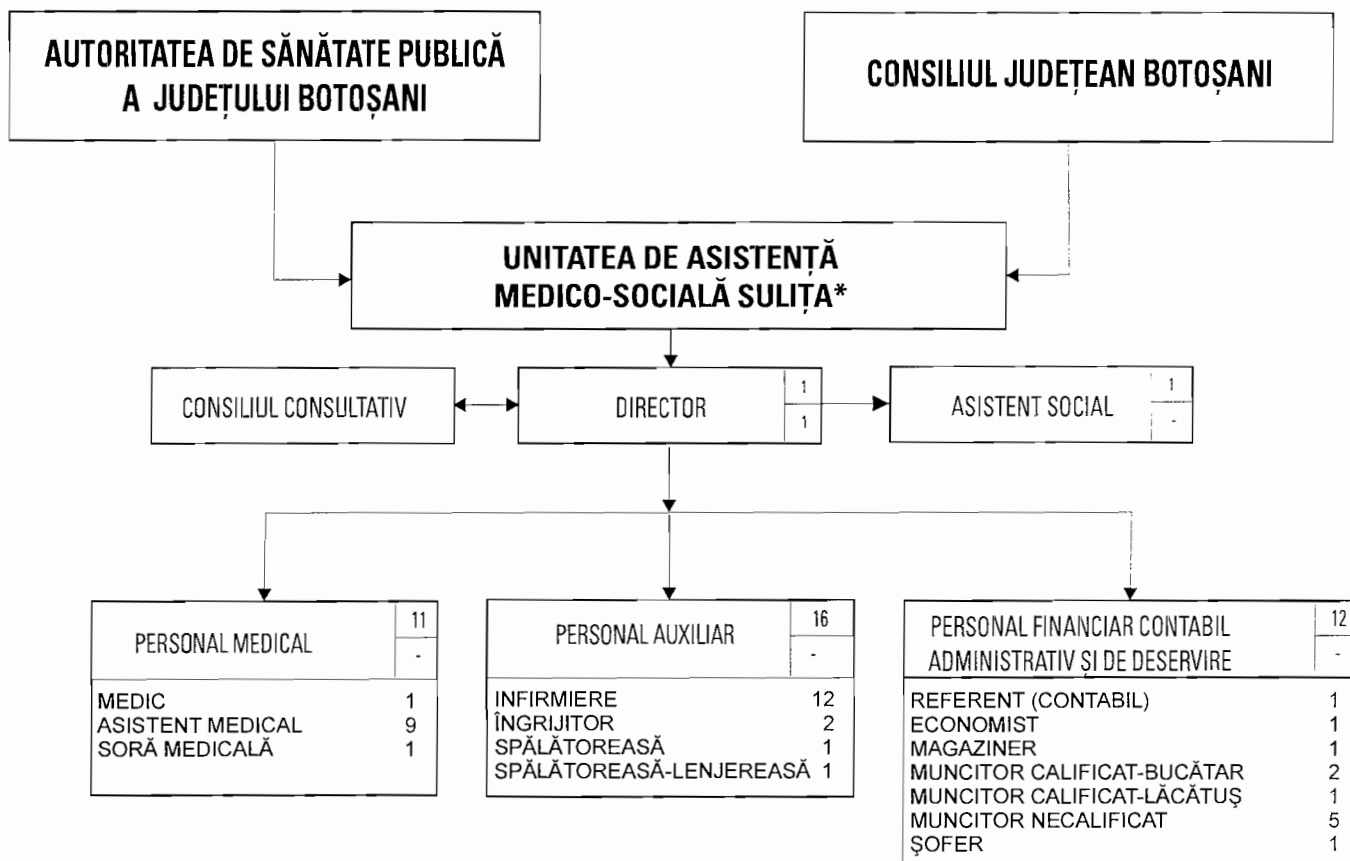 AUTORITATEA DE SĂNĂTATE PUBLICĂ
A JUDEȚULUI BOTOȘANI
CONSILIUL JUDEȚEAN BOTOȘANI
UNITATEA DE ASISTENȚĂ
MEDICO-SOCIALĂ SULIȚA*
CONSILIUL CONSULTATIV
DIRECTOR
1
1
ASISTENT SOCIAL
1
-
PERSONAL MEDICAL
11
-
MEDIC 1
ASISTENT MEDICAL 9
SORĂ MEDICALĂ 1
PERSONAL AUXILIAR
16
-
INFIRMIERE 12
ÎNGRIJITOR 2
SPĂLĂTOREASĂ 1
SPĂLĂTOREASĂ-LENJEREASĂ 1
PERSONAL FINANCIAR CONTABIL
ADMINISTRATIV ȘI DE DESERVIRE
12
-
REFERENT (CONTABIL) 1
ECONOMIST 1
MAGAZINER 1
MUNCITOR CALIFICAT-BUCĂTAR 2
MUNCITOR CALIFICAT-LĂCĂTUŞ 1
MUNCITOR NECALIFICAT 5
ŞOFER 1